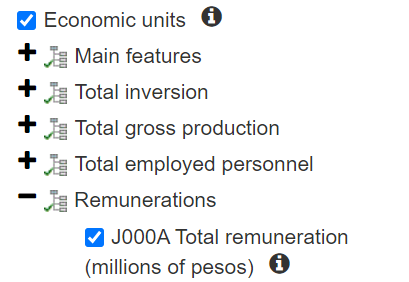 Economic units
Main features
Total inversion
Total gross production
Total employed personnel
Remunerations
J000A Total remuneration
(millions of pesos)